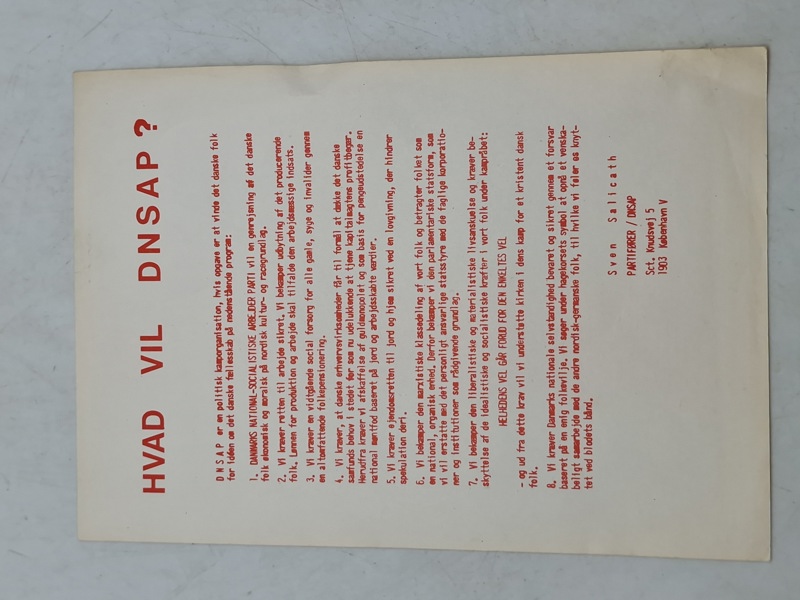 HVAD VIL DNSAP?
D N S A P er en politisk kamporganisation, hvis opgave er at vinde det danske folk
for idéen om det danske fællesskab på nedenstående program:
1. DANMARKS NATIONAL-SOCIALISTISKE ARBEJDER PARTI vil en genrejsning af det danske
folk økonomisk og moralsk på nordisk kultur- og racegrundlag.
2. Vi kræver retten til arbejde sikret. Vi bekæmper udbytning af det producerende
folk. Lønnen for produktion og arbejde skal tilfalde den arbejdsmæssige indsats.
3. Vi kræver en vidtgående social forsorg for alle gamle, syge og invalider gennem
en altomfattende folkepensionering.
4. Vi kræver, at danske erhvervsvirksomheder får til formål at dække det danske
samfunds behov i stedet for som nu udelukkende at tjene kapitalmagtens profitbegær.
Herudfra kræver vi afskaffelse af guldmonopolet og som basis for pengeudstedelse en
national møntfod baseret på jord og arbejdsskabte værdier.
5. Vi kræver ejendomsretten til jord og hjem sikret ved en lovgivning, der hindrer
spekulation deri.
6. Vi bekæmper den marxistiske klassedeling af vort folk og betragter folket som
en national, organisk enhed. Derfor bekæmper vi den parlamentariske statsform, som
vi vil erstatte med det personligt ansvarlige statsstyre med de faglige korporatio-
ner og institutioner som rådgivende grundlag.
7. Vi bekæmper den liberalistiske og materialistiske livsanskuelse og kræver be-
skyttelse af de idealistiske og socialistiske kræfter i vort folk under kampråbet:
HELHEDENS VEL GÅR FORUD FOR DEN ENKELTES VEL
- og ud fra dette krav vil vi understøtte kirken i dens kamp for et kristent dansk
folk.
8. Vi kræver Danmarks nationale selvstændighed bevaret og sikret gennem et forsvar
baseret på en enig folkevilje. Vi søger under hagekorsets symbol at opnå et venska-
beligt samarbejde med de andre nordisk-germanske folk, til hvilke vi føler os knyt-
tet ved blodets bånd.
Sven Salicath
PARTIFØRER / DNSAP
Sct. Knudsvej 5
1903 København V